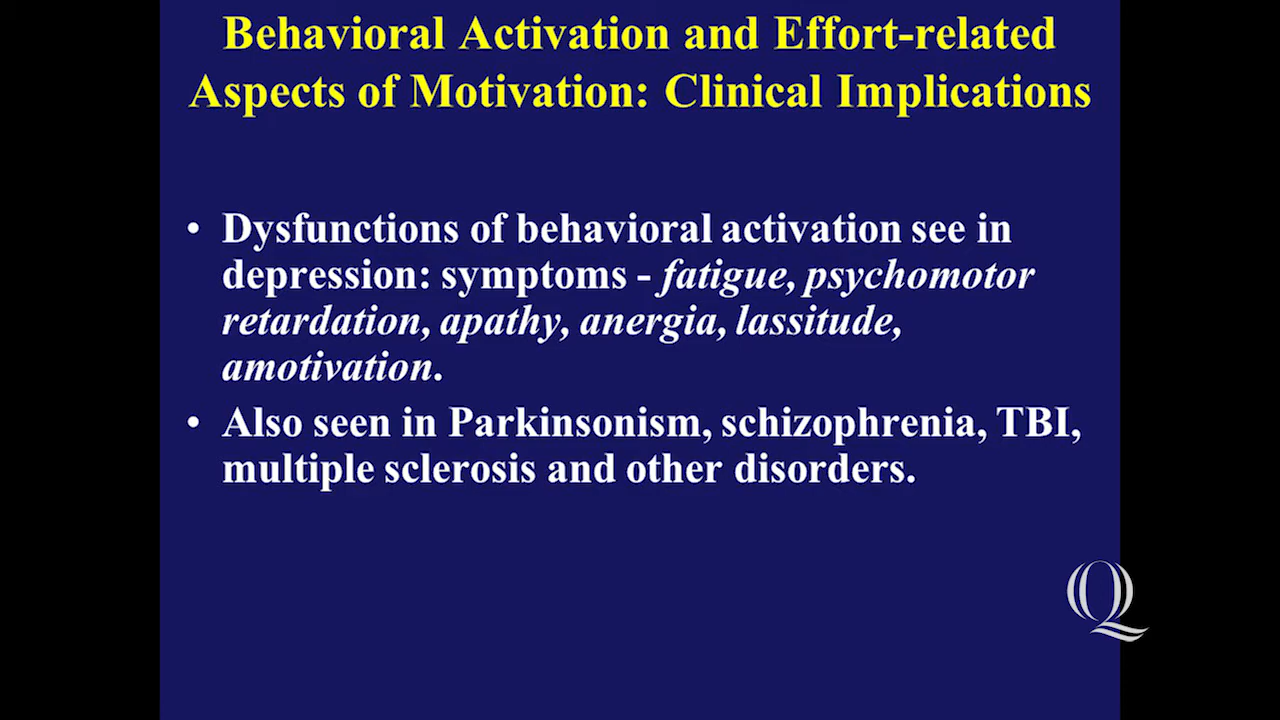 Behavioral Activation and Effort-related
Aspects of Motivation: Clinical Implications
• Dysfunctions of behavioral activation see in
depression: symptoms - fatigue, psychomotor
retardation, apathy, anergia, lassitude,
amotivation.
• Also seen in Parkinsonism, schizophrenia, TBI,
multiple sclerosis and other disorders.
Q